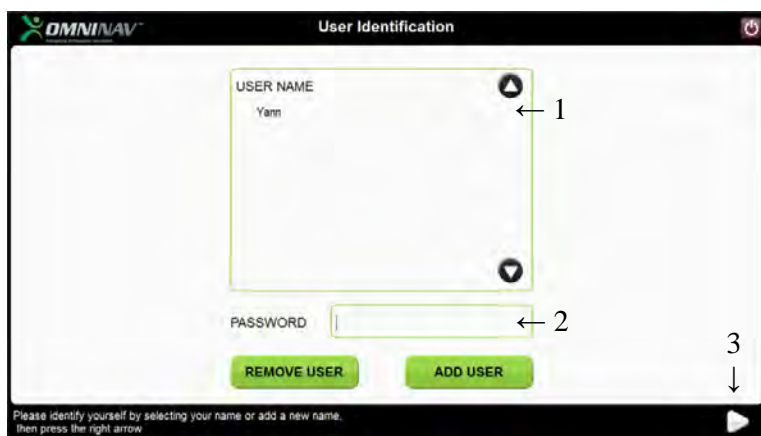 OMNINAV™
User Identification
USER NAME
Yann
← 1
PASSWORD
← 2
REMOVE USER
ADD USER
3
↓
Please identify yourself by selecting your name or add a new name,
then press the right arrow